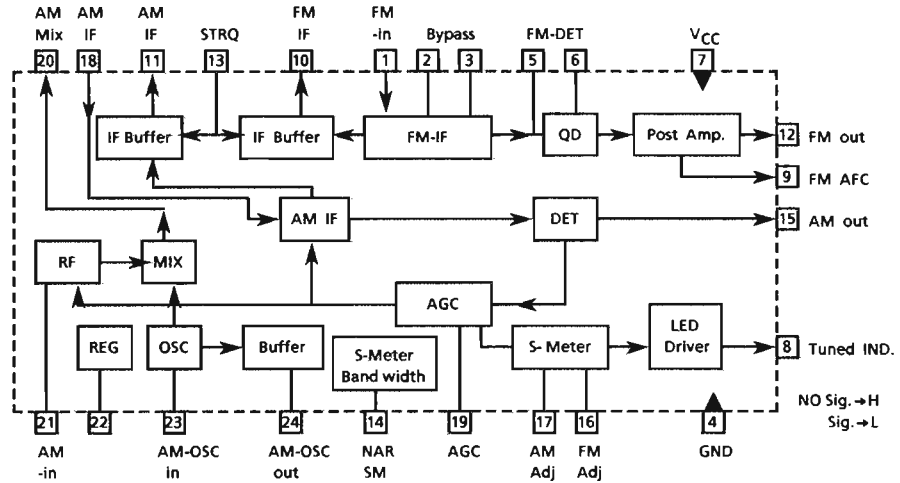 AM Mix
AM IF
AM IF
STRQ
FM IF
FM -in
Bypass
FM-DET
VCC
20
18
11
13
10
1
2
3
5
6
7
IF Buffer
IF Buffer
FM-IF
QD
Post Amp.
12 FM out
9 FM AFC
AM IF
DET
15 AM out
RF
MIX
AGC
REG
OSC
Buffer
S-Meter
Band width
S-Meter
LED
Driver
8 Tuned IND.
NO Sig.→H
Sig.→L
21
22
23
24
14
19
17
16
4
AM -in
AM-OSC in
AM-OSC out
NAR SM
AGC
AM Adj
FM Adj
GND